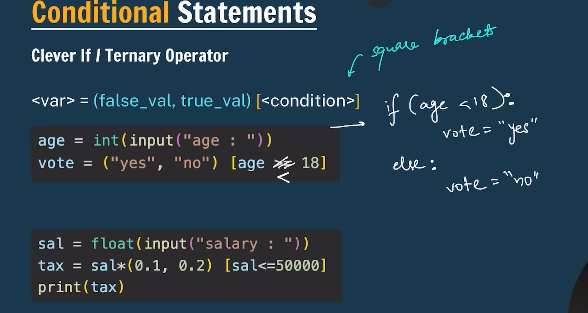 Conditional Statements
Clever If / Ternary Operator
square brackets
<var> = (false_val, true_val) [<condition>]
age = int(input("age : "))
vote = ("yes", "no") [age 18]
<
if (age < 18):
vote = "yes"
else:
vote = "no"
sal = float(input("salary : "))
tax = sal*(0.1, 0.2) [sal<=50000]
print(tax)